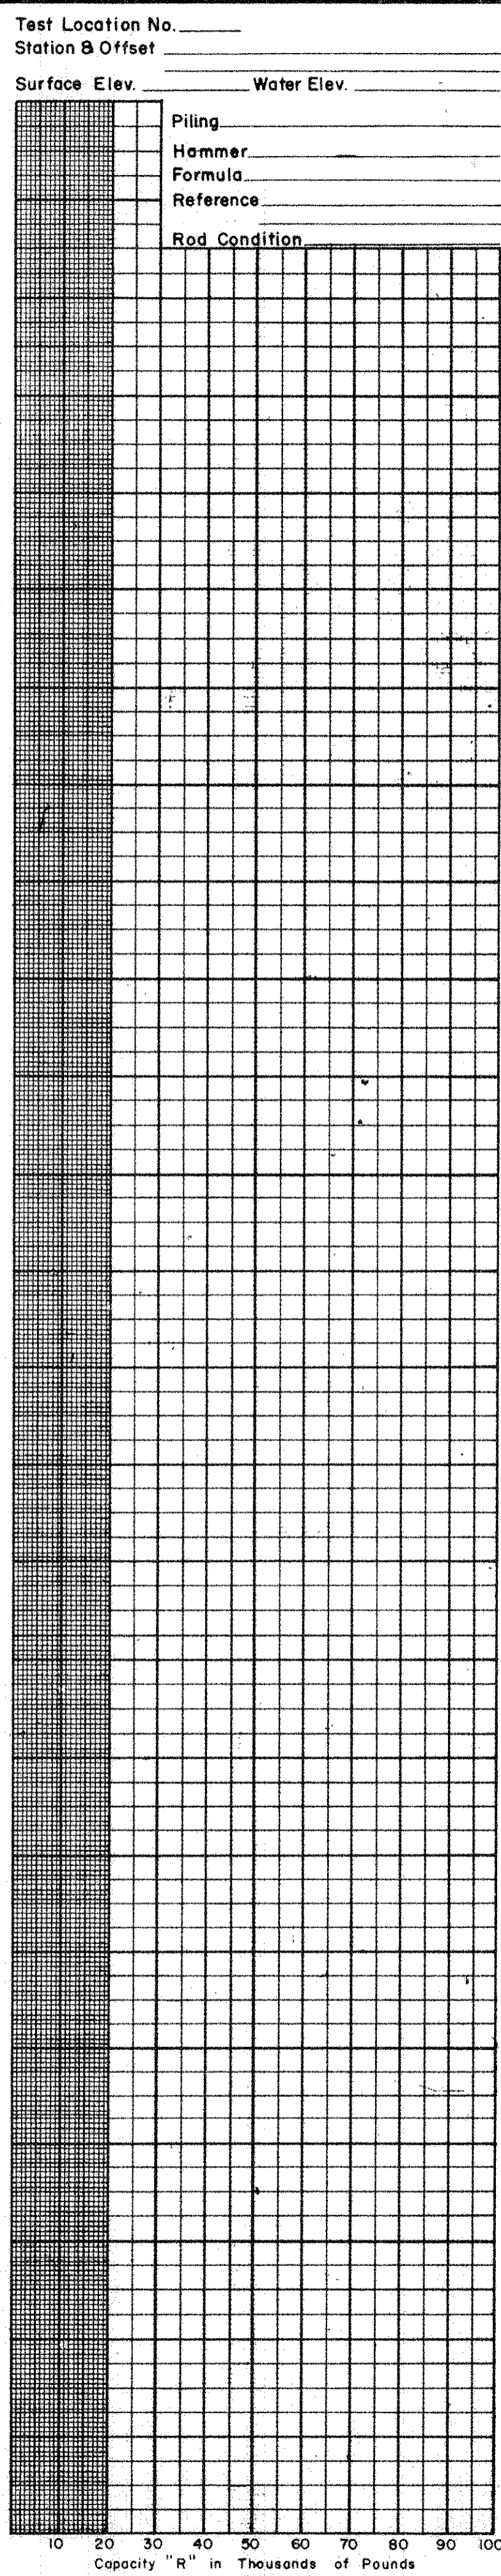 Test Location No.
Station & Offset
Surface Elev. Water Elev.
Piling
Hammer
Formula
Reference
Rod Condition
10 20 30 40 50 60 70 80 90 100
Capacity "R" in Thousands of Pounds